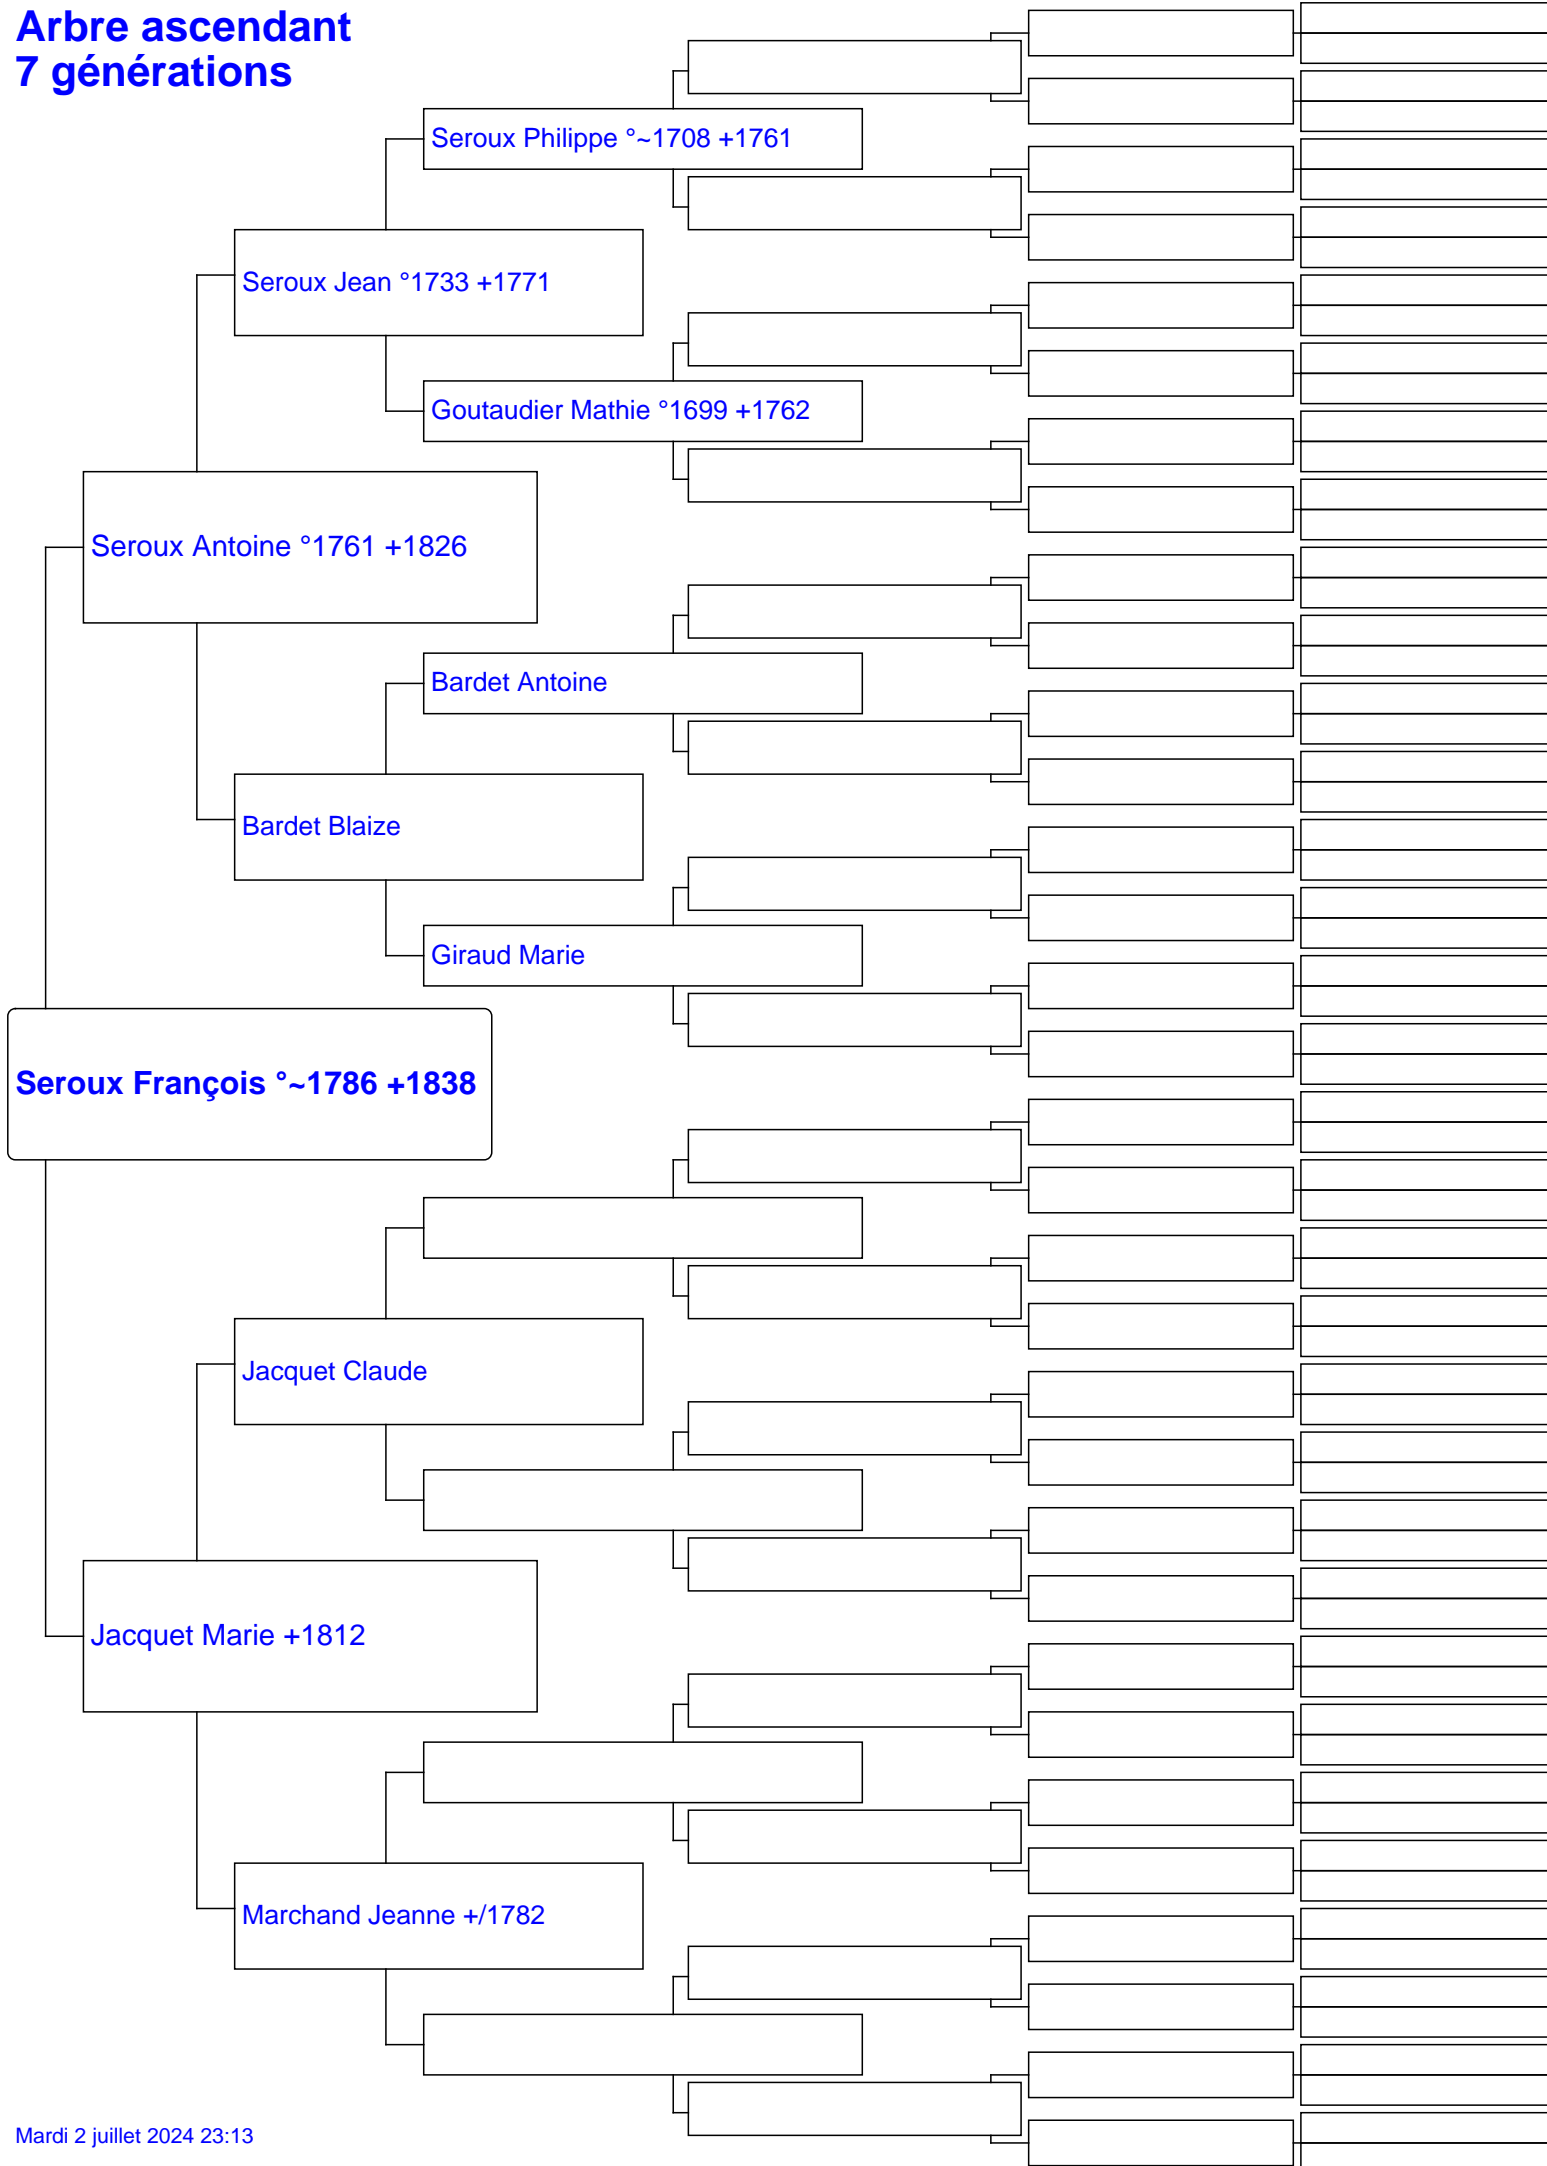 Arbre ascendant
7 générations
Seroux Philippe °~1708 +1761
Seroux Jean °1733 +1771
Goutaudier Mathie °1699 +1762
Seroux Antoine °1761 +1826
Bardet Antoine
Bardet Blaize
Giraud Marie
Seroux François °~1786 +1838
Jacquet Claude
Jacquet Marie +1812
Marchand Jeanne +/1782
Mardi 2 juillet 2024 23:13